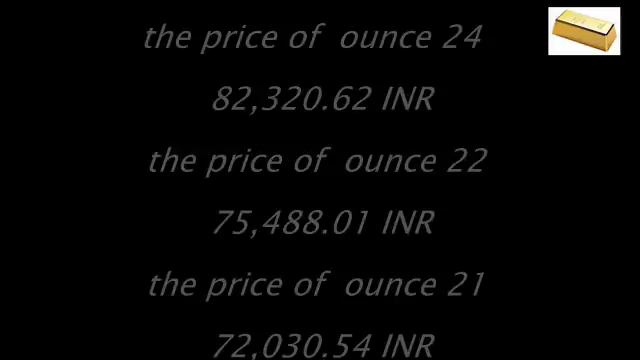 the price of ounce 24
82,320.62 INR
the price of ounce 22
75,488.01 INR
the price of ounce 21
72,030.54 INR